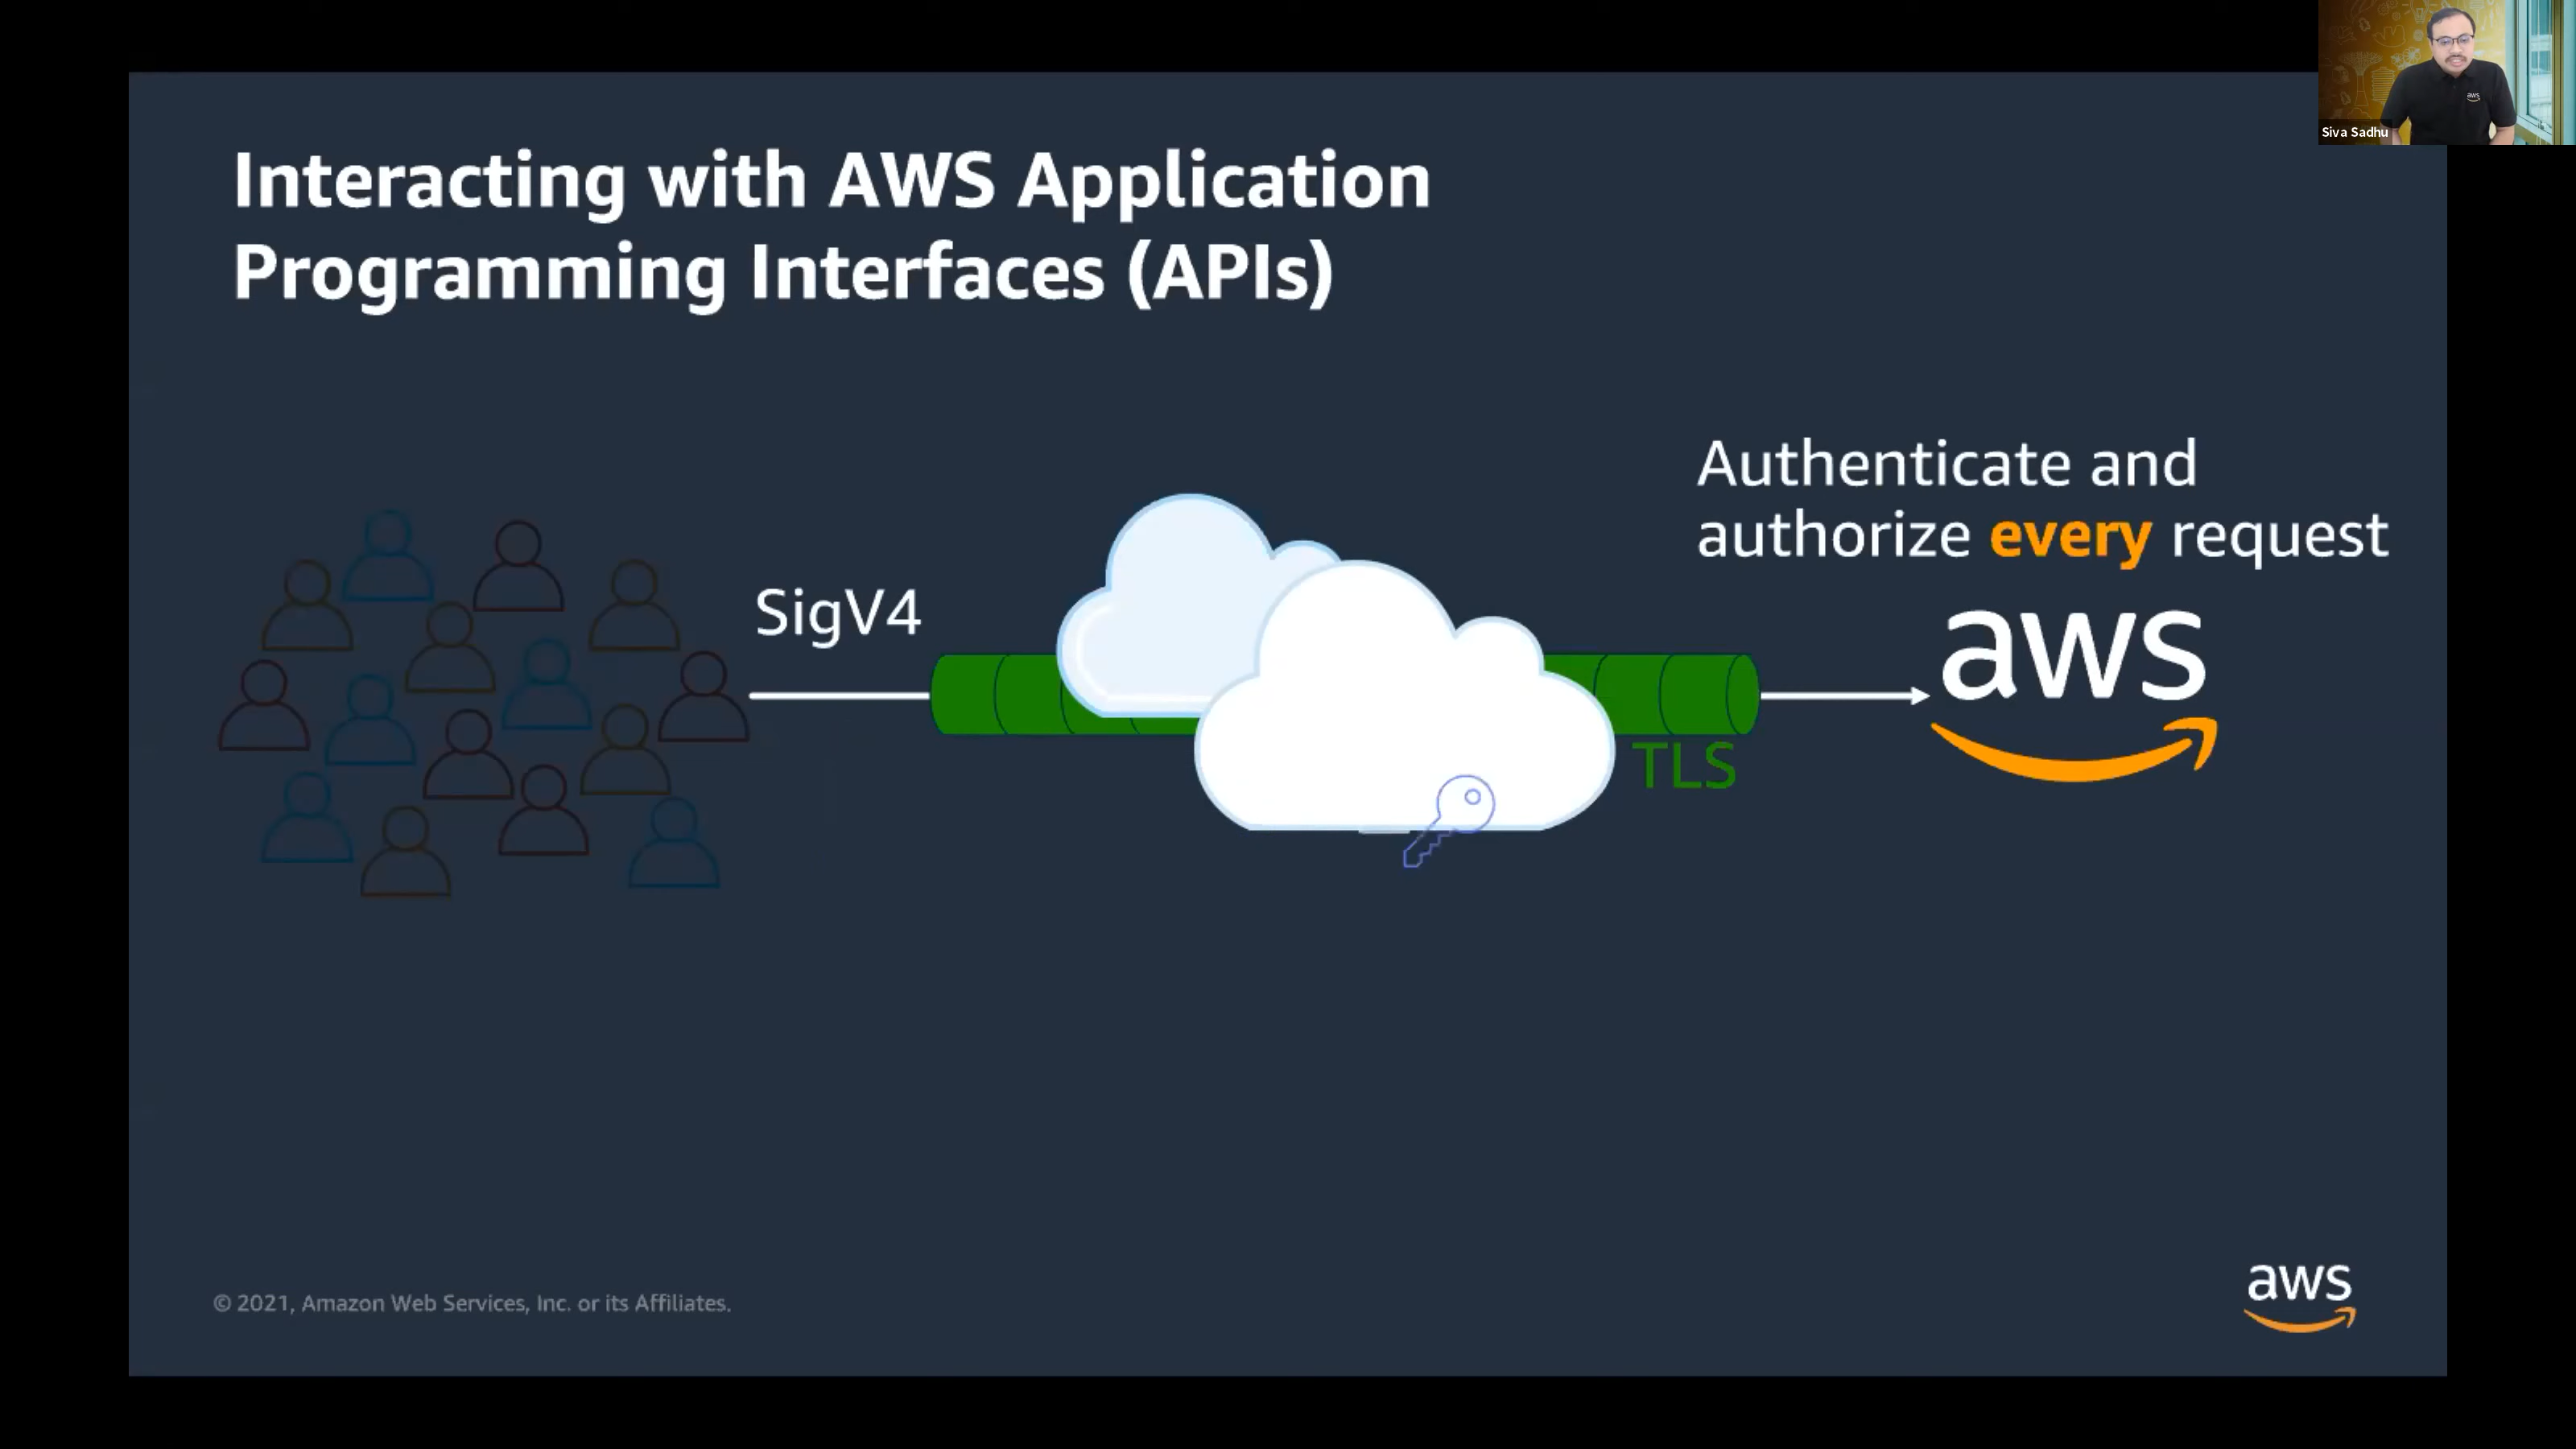 aws
Siva Sadhu
Interacting with AWS Application
Programming Interfaces (APIs)
Authenticate and
authorize every request
SigV4
aws
TLS
© 2021, Amazon Web Services, Inc. or its Affiliates.
aws